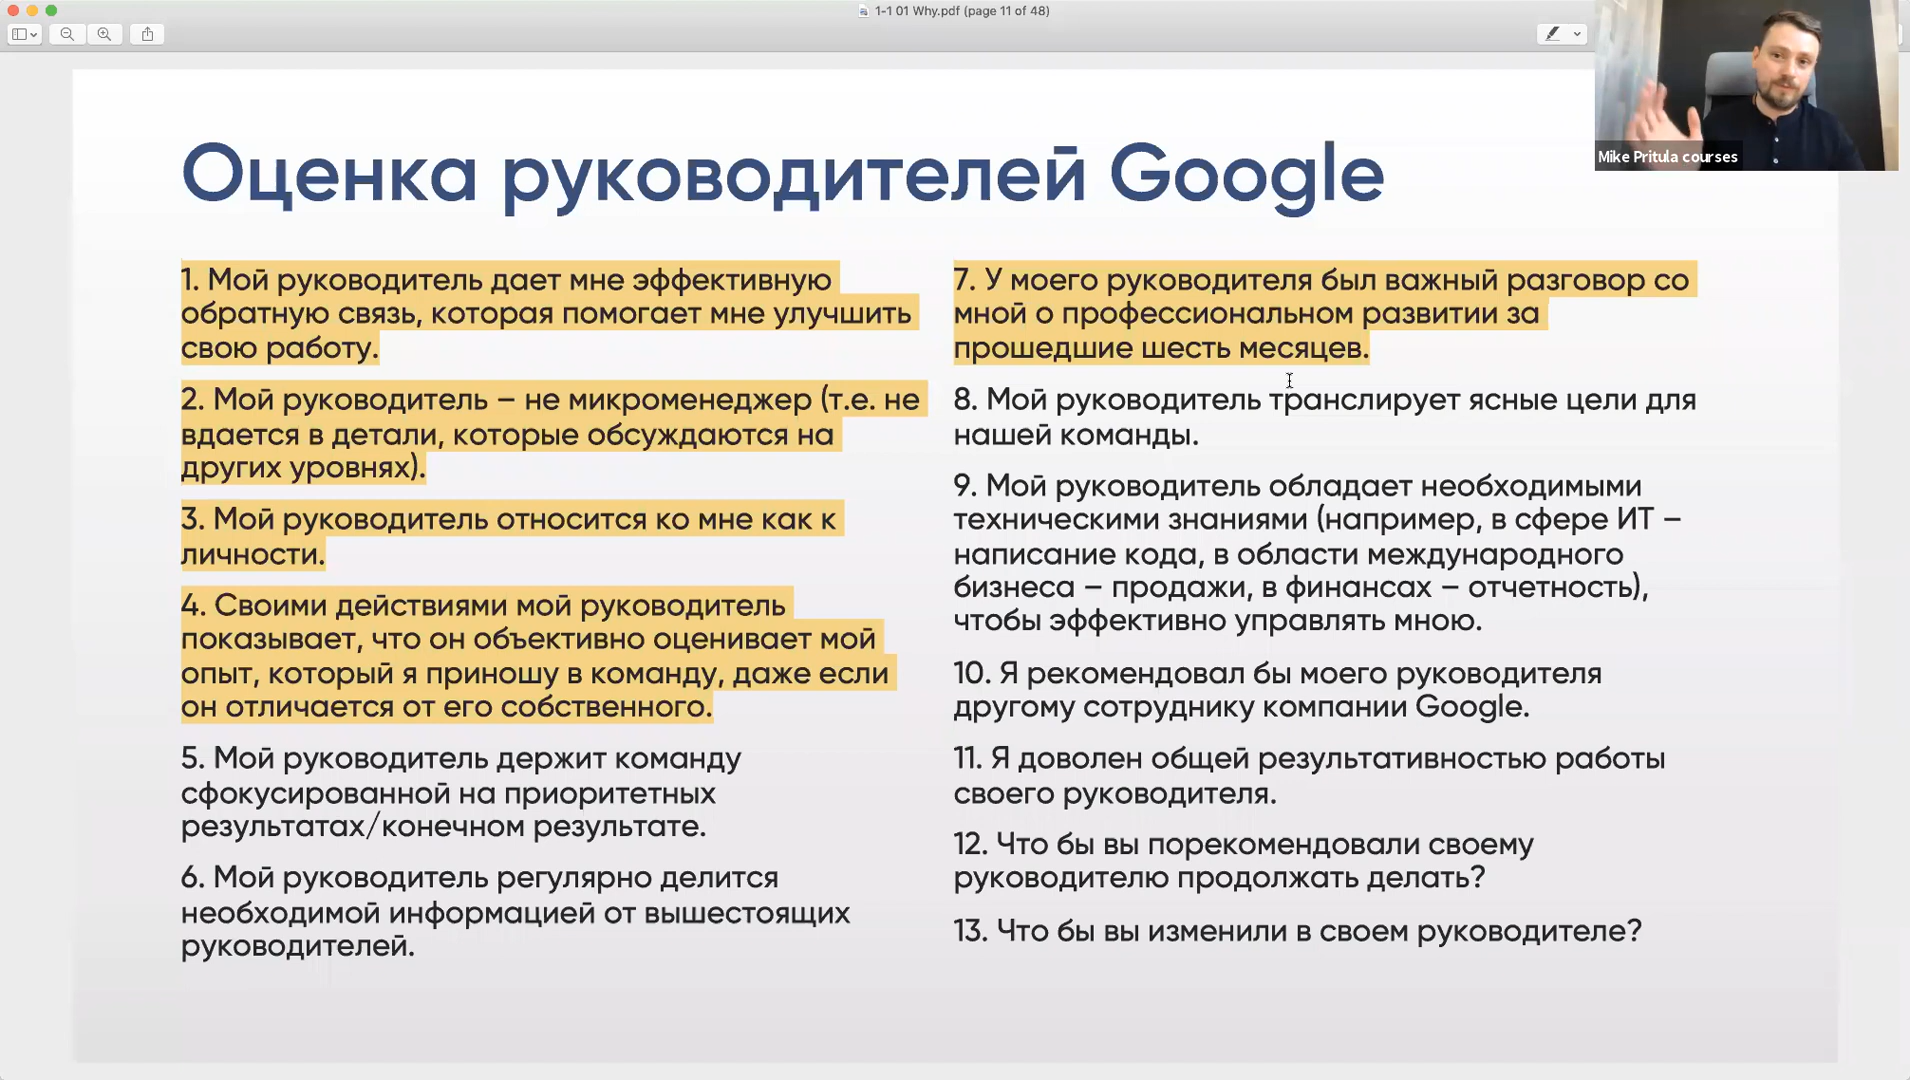 1-1 01 Why.pdf (page 11 of 48)
Mike Pritula courses
Оценка руководителей Google
1. Мой руководитель дает мне эффективную
обратную связь, которая помогает мне улучшить
свою работу.
2. Мой руководитель – не микроменеджер (т.е. не
вдается в детали, которые обсуждаются на
других уровнях).
3. Мой руководитель относится ко мне как к
личности.
4. Своими действиями мой руководитель
показывает, что он объективно оценивает мой
опыт, который я приношу в команду, даже если
он отличается от его собственного.
5. Мой руководитель держит команду
сфокусированной на приоритетных
результатах/конечном результате.
6. Мой руководитель регулярно делится
необходимой информацией от вышестоящих
руководителей.
7. У моего руководителя был важный разговор со
мной о профессиональном развитии за
прошедшие шесть месяцев.
8. Мой руководитель транслирует ясные цели для
нашей команды.
9. Мой руководитель обладает необходимыми
техническими знаниями (например, в сфере ИТ –
написание кода, в области международного
бизнеса – продажи, в финансах – отчетность),
чтобы эффективно управлять мною.
10. Я рекомендовал бы моего руководителя
другому сотруднику компании Google.
11. Я доволен общей результативностью работы
своего руководителя.
12. Что бы вы порекомендовали своему
руководителю продолжать делать?
13. Что бы вы изменили в своем руководителе?